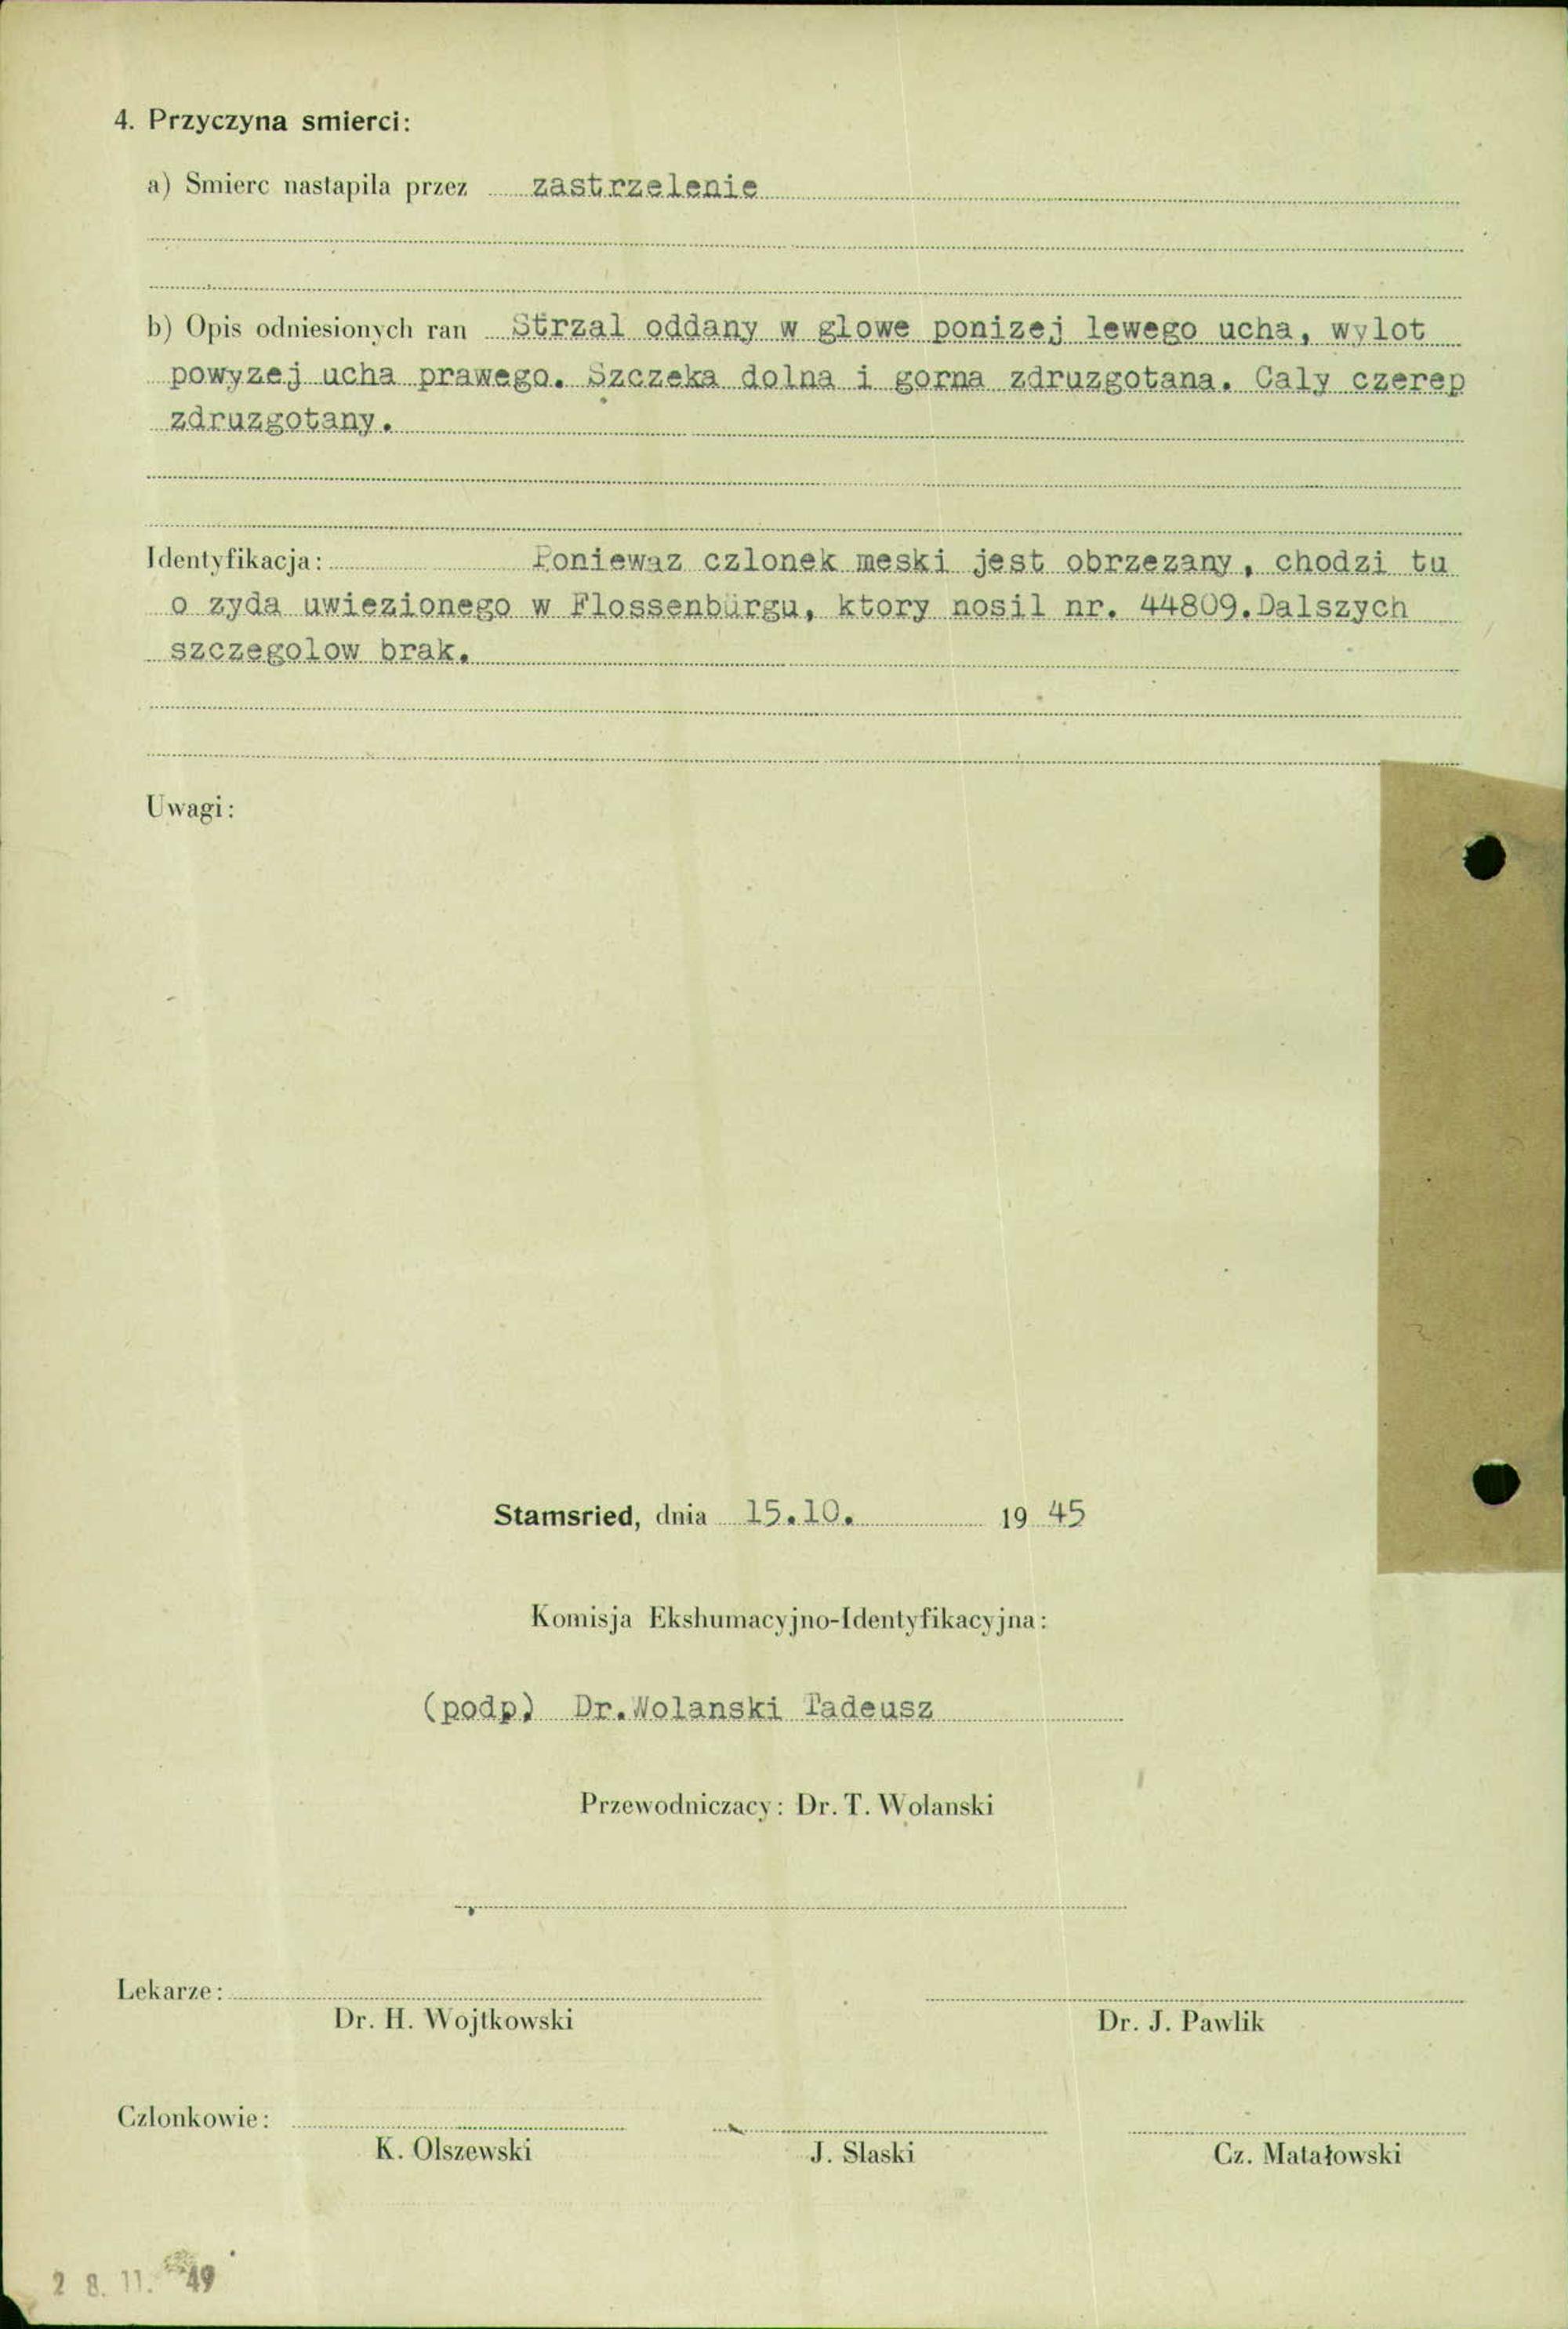 4. Przyczyna smierci:
a) Smierc nastapila przez zastrzelenie
b) Opis odniesionych ran Strzal oddany w glowe ponizej lewego ucha, wylot
powyzej ucha prawego. Szczeka dolna i gorna zdruzgotana. Caly czerep
zdruzgotany.
Identyfikacja: Poniewaz czlonek meski jest obrzezany, chodzi tu
o zyda uwiezionego w Flossenbürgu, ktory nosil nr. 44809.Dalszych
szczegolow brak.
Uwagi:
Stamsried, dnia 15.10. 19 45
Komisja Ekshumacyjno-Identyfikacyjna:
(podp) Dr.Wolanski Tadeusz
Przewodniczacy: Dr. T. Wolanski
Lekarze:
Dr. H. Wojtkowski Dr. J. Pawlik
Czlonkowie:
K. Olszewski J. Slaski Cz. Matałowski
2 8. 11. 49